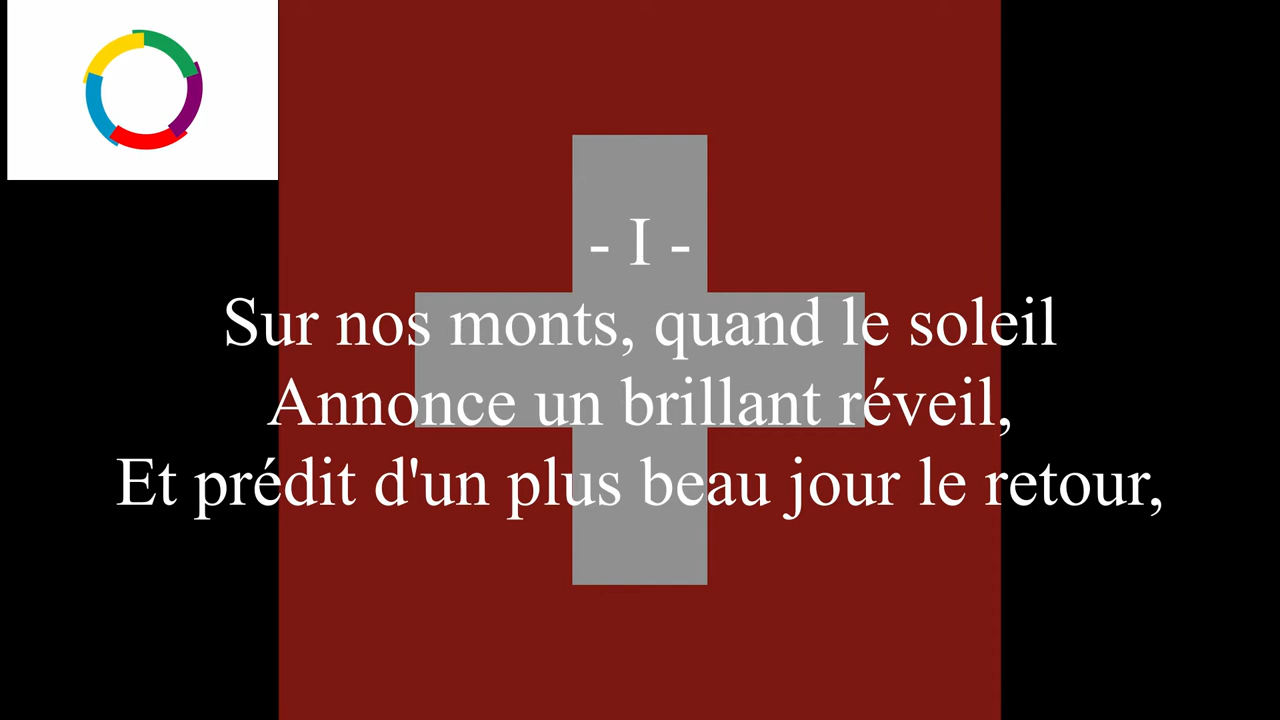 - I -
Sur nos monts, quand le soleil
Annonce un brillant réveil,
Et prédit d'un plus beau jour le retour,